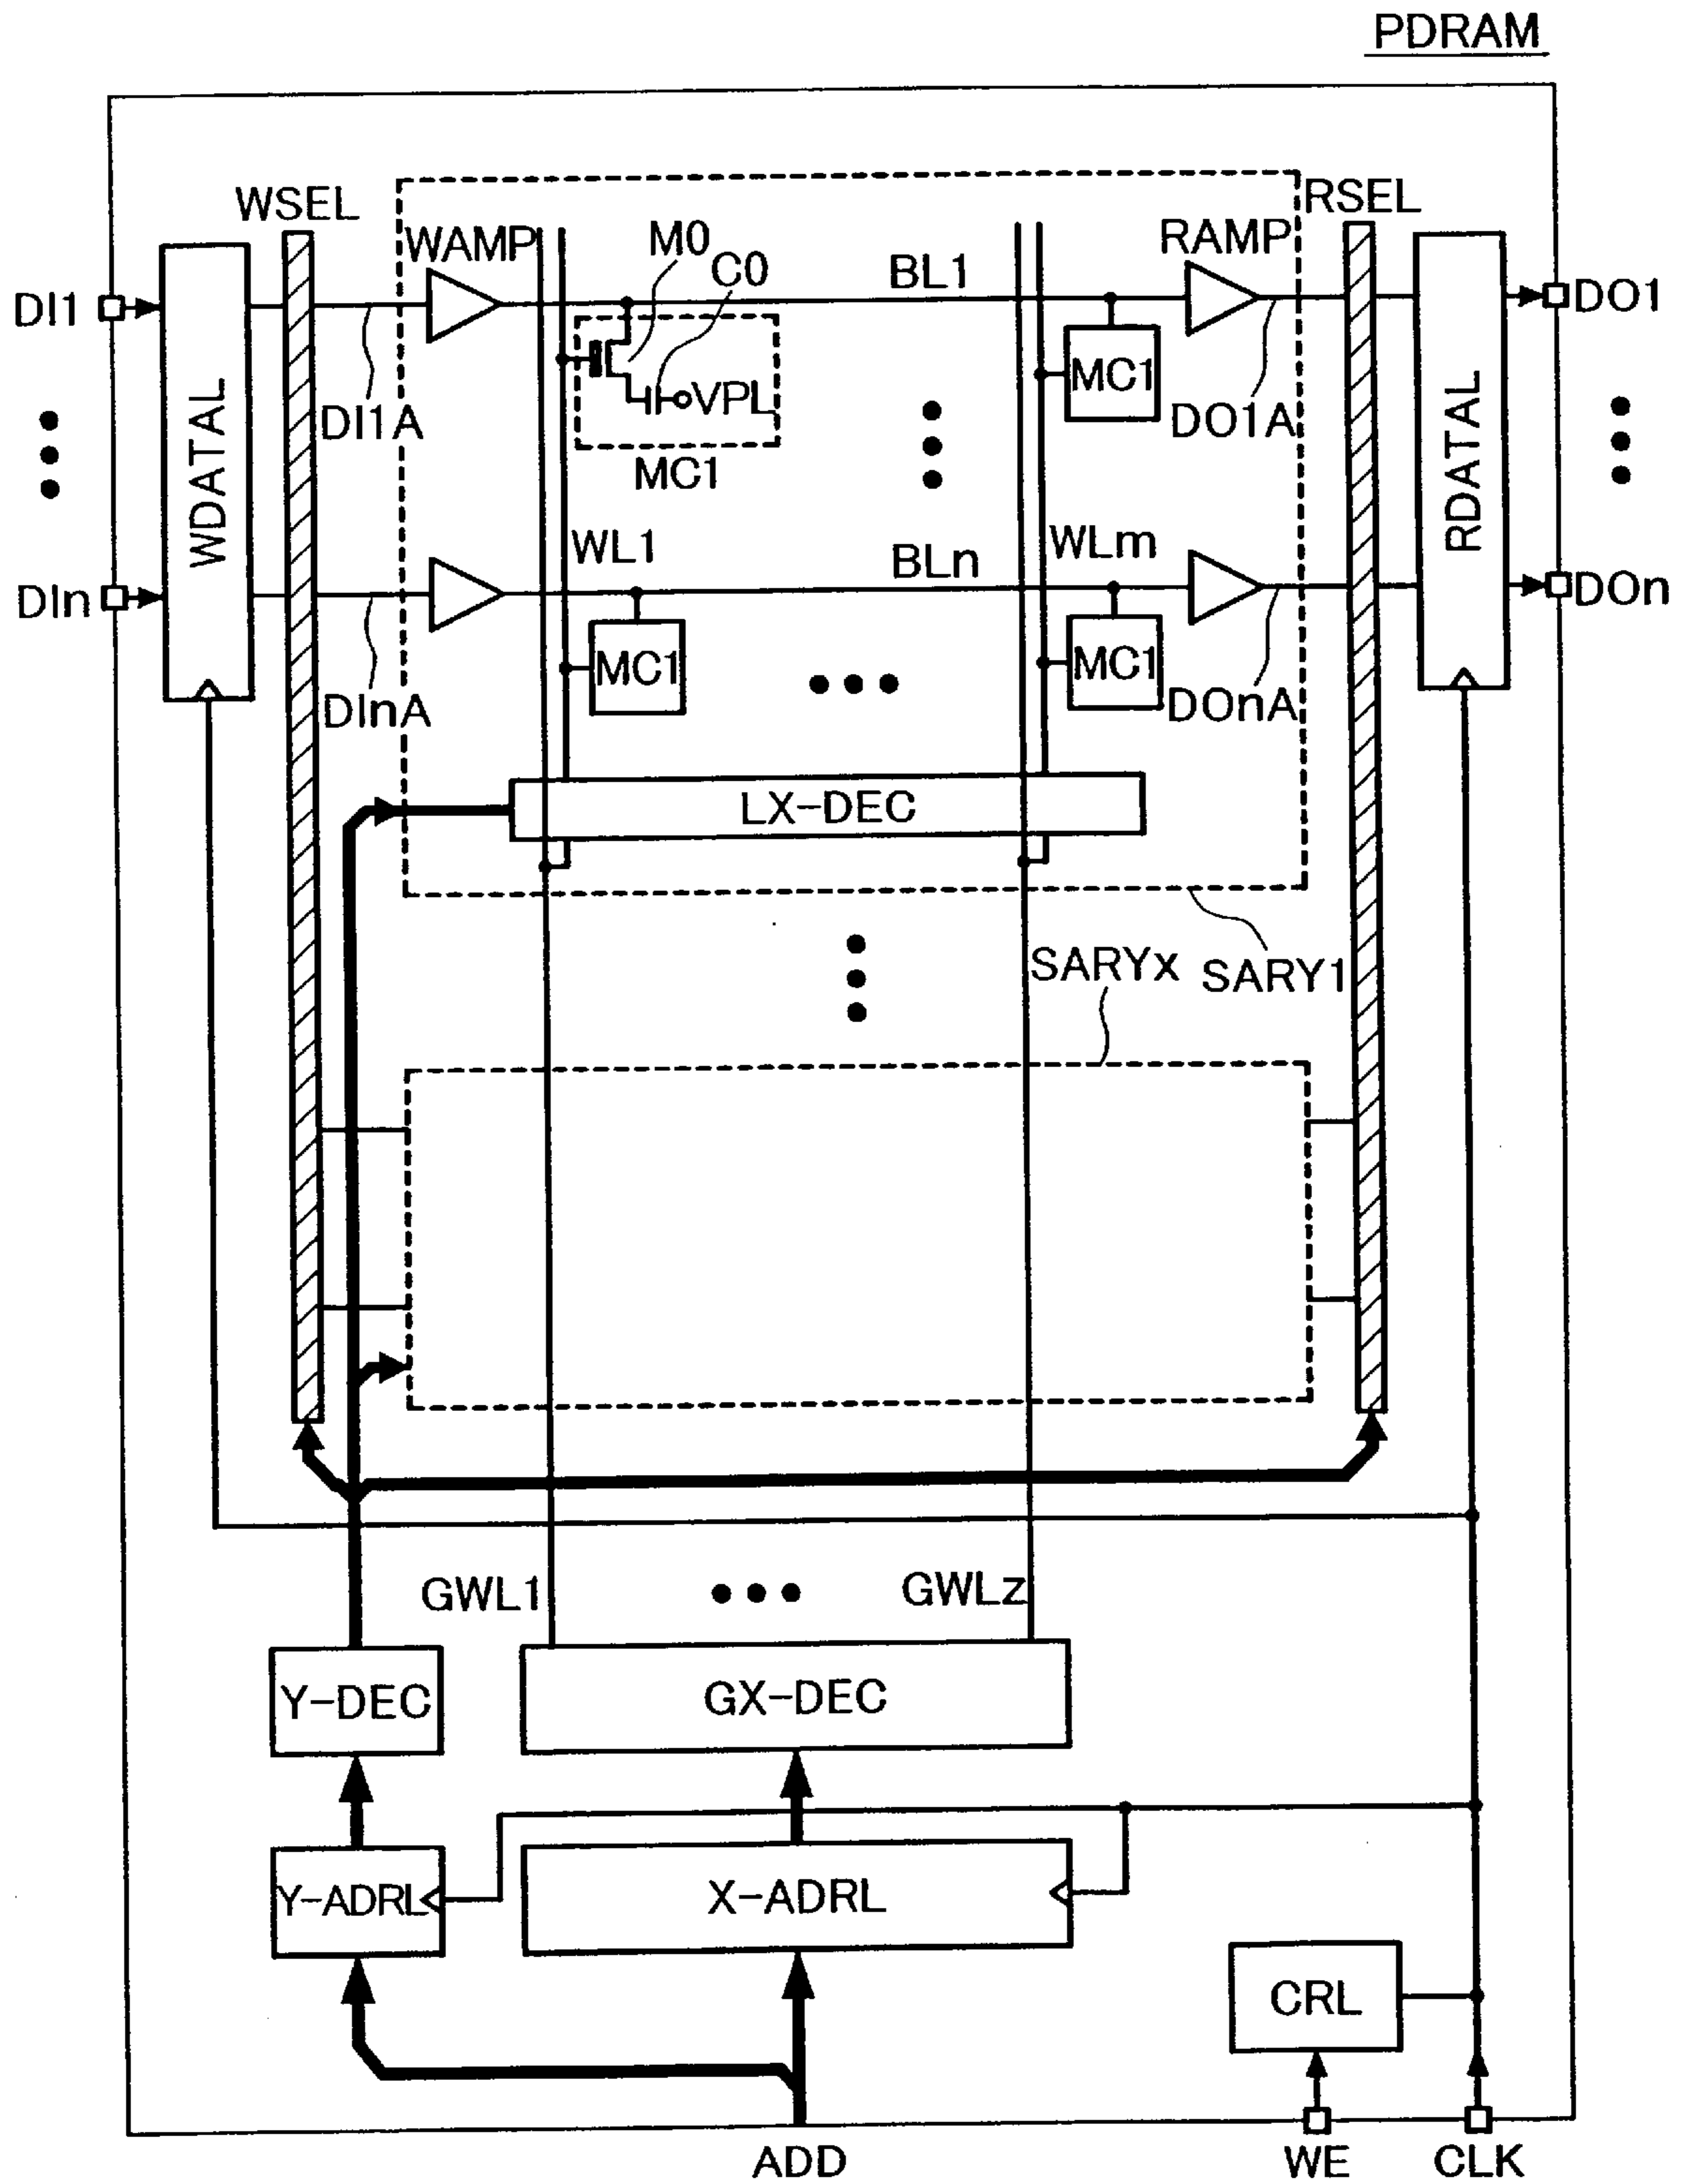 PDRAM
WSEL
RSEL
WAMP
M0
C0
RAMP
BL1
DI1
DO1
MC1
VPL
DI1A
DO1A
WDATAL
RDATAL
MC1
WL1
BLn
WLm
DIn
DOn
MC1
MC1
DInA
DOnA
LX-DEC
SARYx
SARY1
GWL1
GWLz
Y-DEC
GX-DEC
Y-ADRL
X-ADRL
CRL
ADD
WE
CLK